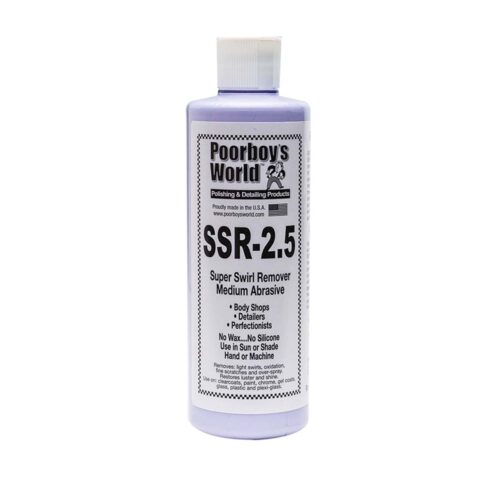 Poorboy's
World™
Polishing & Detailing Products
Proudly made in the U.S.A.
www.poorboysworld.com
SSR-2.5
Super Swirl Remover
Medium Abrasive
• Body Shops
• Detailers
• Perfectionists
No Wax....No Silicone
Use in Sun or Shade
Hand or Machine
Removes: light swirls, oxidation,
fine scratches and over-spray.
Restores luster and shine.
Use on: clearcoats, paint, chrome, gel coats,
glass, plastic and plexi-glass.